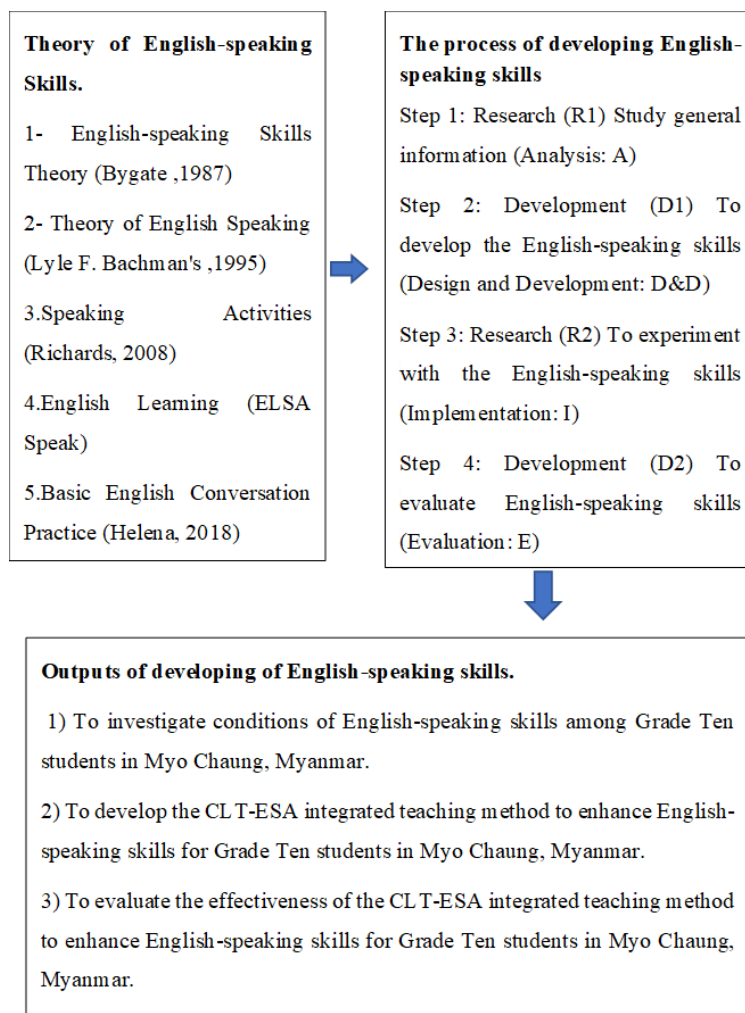 Theory of English-speaking
Skills.
1- English-speaking Skills
Theory (Bygate ,1987)
2- Theory of English Speaking
(Lyle F. Bachman's ,1995)
3.Speaking Activities
(Richards, 2008)
4.English Learning (ELSA
Speak)
5.Basic English Conversation
Practice (Helena, 2018)
The process of developing English-
speaking skills
Step 1: Research (R1) Study general
information (Analysis: A)
Step 2: Development (D1) To
develop the English-speaking skills
(Design and Development: D&D)
Step 3: Research (R2) To experiment
with the English-speaking skills
(Implementation: I)
Step 4: Development (D2) To
evaluate English-speaking skills
(Evaluation: E)
Outputs of developing of English-speaking skills.
1) To investigate conditions of English-speaking skills among Grade Ten
students in Myo Chaung, Myanmar.
2) To develop the CLT-ESA integrated teaching method to enhance English-
speaking skills for Grade Ten students in Myo Chaung, Myanmar.
3) To evaluate the effectiveness of the CLT-ESA integrated teaching method
to enhance English-speaking skills for Grade Ten students in Myo Chaung,
Myanmar.